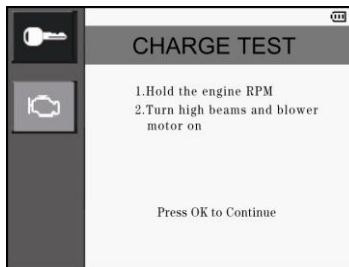 CHARGE TEST
1.Hold the engine RPM
2.Turn high beams and blower
motor on
Press OK to Continue